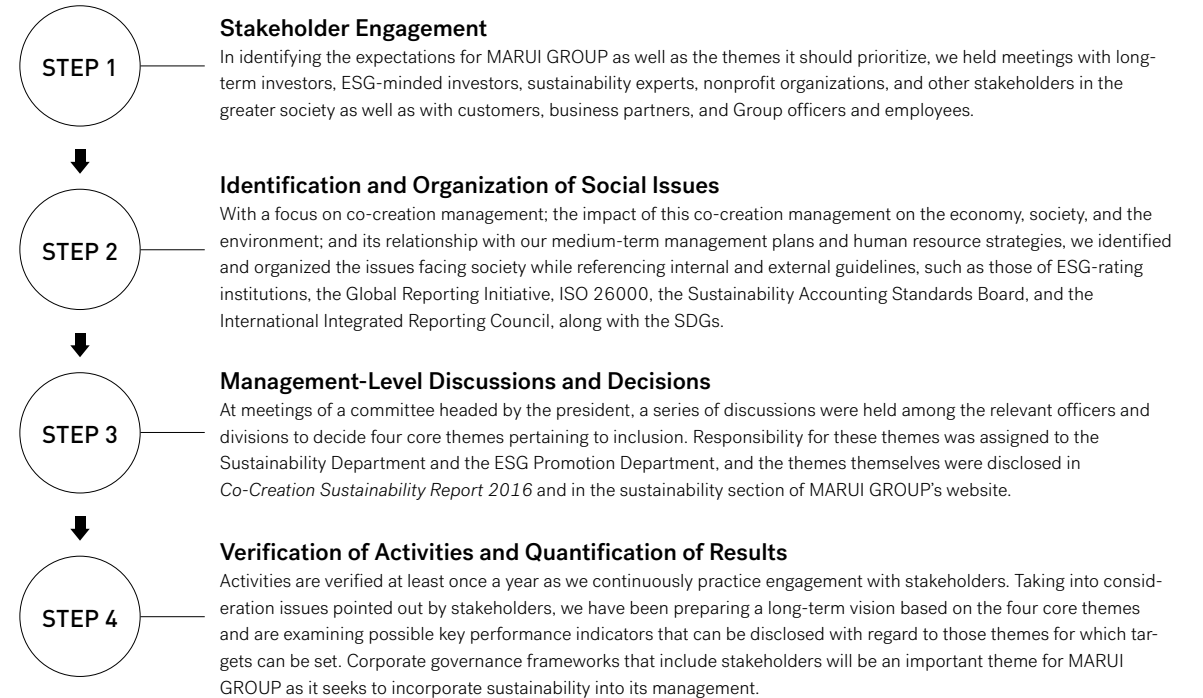 STEP 1
Stakeholder Engagement
In identifying the expectations for MARUI GROUP as well as the themes it should prioritize, we held meetings with long-
term investors, ESG-minded investors, sustainability experts, nonprofit organizations, and other stakeholders in the
greater society as well as with customers, business partners, and Group officers and employees.
STEP 2
Identification and Organization of Social Issues
With a focus on co-creation management; the impact of this co-creation management on the economy, society, and the
environment; and its relationship with our medium-term management plans and human resource strategies, we identified
and organized the issues facing society while referencing internal and external guidelines, such as those of ESG-rating
institutions, the Global Reporting Initiative, ISO 26000, the Sustainability Accounting Standards Board, and the
International Integrated Reporting Council, along with the SDGs.
STEP 3
Management-Level Discussions and Decisions
At meetings of a committee headed by the president, a series of discussions were held among the relevant officers and
divisions to decide four core themes pertaining to inclusion. Responsibility for these themes was assigned to the
Sustainability Department and the ESG Promotion Department, and the themes themselves were disclosed in
Co-Creation Sustainability Report 2016 and in the sustainability section of MARUI GROUP's website.
STEP 4
Verification of Activities and Quantification of Results
Activities are verified at least once a year as we continuously practice engagement with stakeholders. Taking into consid-
eration issues pointed out by stakeholders, we have been preparing a long-term vision based on the four core themes
and are examining possible key performance indicators that can be disclosed with regard to those themes for which tar-
gets can be set. Corporate governance frameworks that include stakeholders will be an important theme for MARUI
GROUP as it seeks to incorporate sustainability into its management.